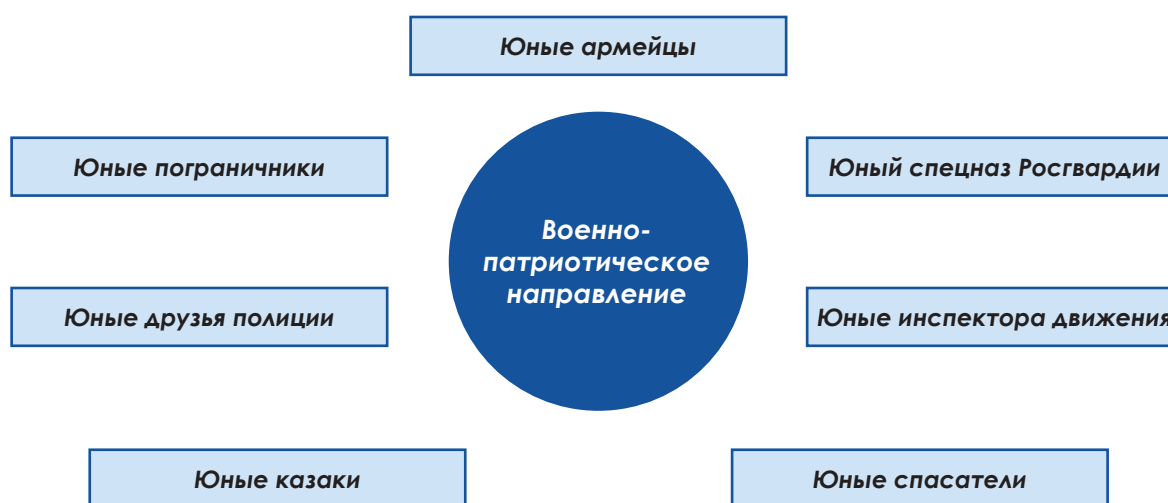 Юные армейцы
Юные пограничники
Юный спецназ Росгвардии
Военно-
патриотическое
направление
Юные друзья полиции
Юные инспектора движения
Юные казаки
Юные спасатели